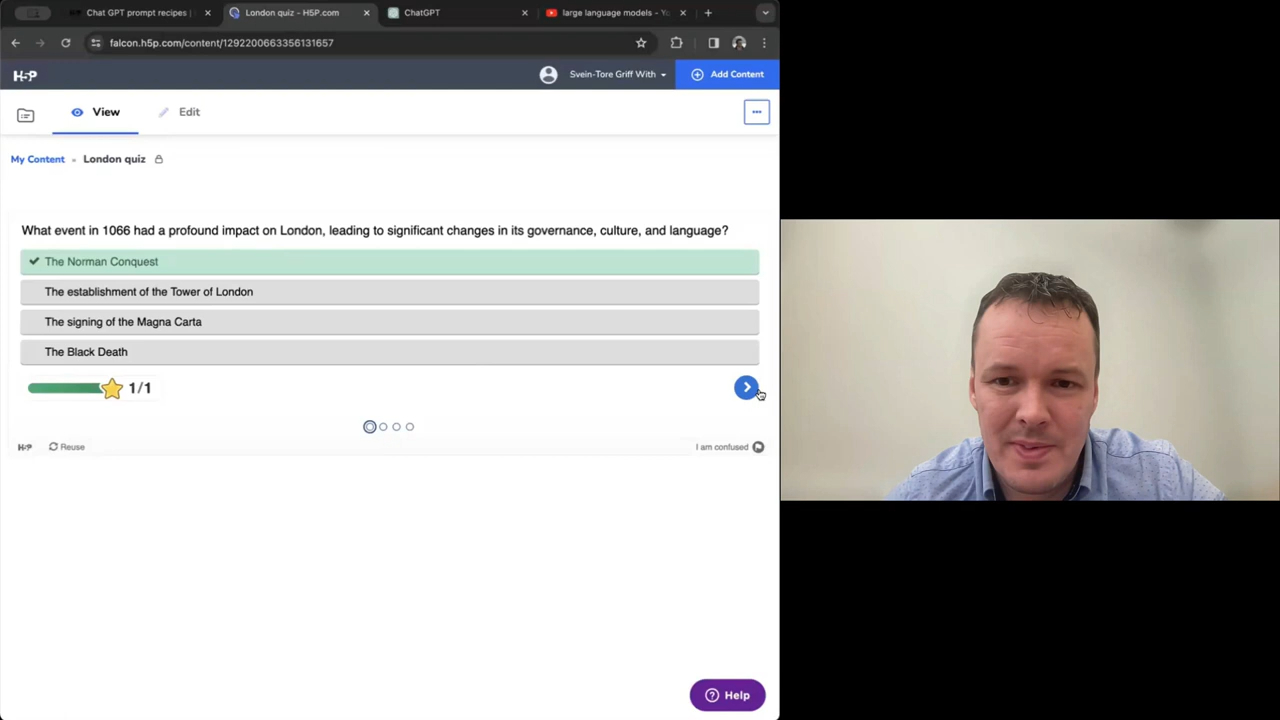 Chat GPT prompt recipes |
London quiz - H5P.com
ChatGPT
large language models - Yo
falcon.h5p.com/content/1292200663356131657
H5P
Svein-Tore Griff With
Add Content
View
Edit
My Content
London quiz
What event in 1066 had a profound impact on London, leading to significant changes in its governance, culture, and language?
The Norman Conquest
The establishment of the Tower of London
The signing of the Magna Carta
The Black Death
1/1
H5P
Reuse
I am confused
Help